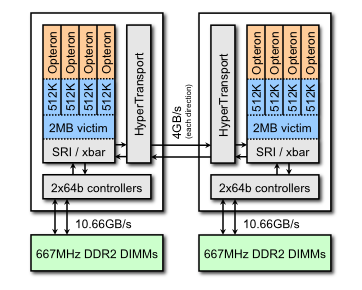 Opteron
Opteron
Opteron
Opteron
512K
512K
512K
512K
2MB victim
SRI / xbar
HyperTransport
2x64b controllers
10.66GB/s
667MHz DDR2 DIMMs
4GB/s
(each direction)
HyperTransport
Opteron
Opteron
Opteron
Opteron
512K
512K
512K
512K
2MB victim
SRI / xbar
2x64b controllers
10.66GB/s
667MHz DDR2 DIMMs